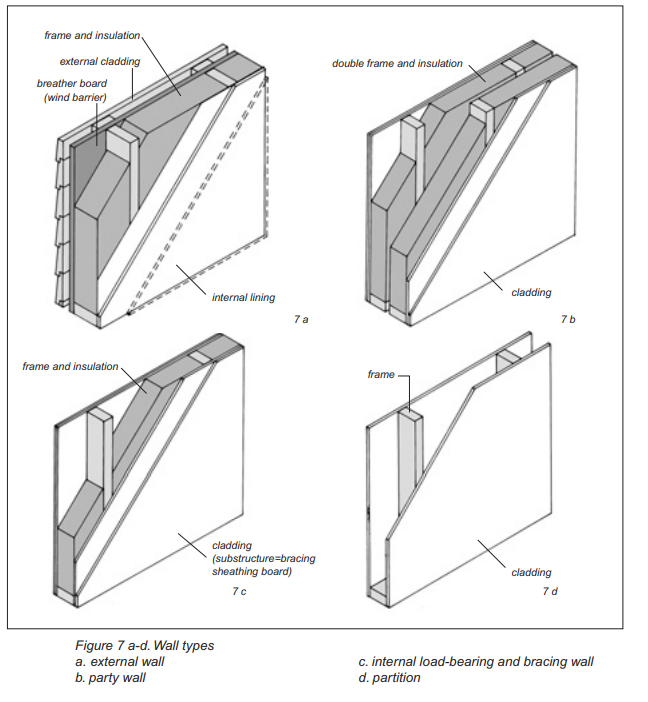 frame and insulation
external cladding
breather board
(wind barrier)
internal lining
7 a
double frame and insulation
cladding
7 b
frame and insulation
cladding
(substructure=bracing
sheathing board)
7 c
frame
cladding
7 d
Figure 7 a-d. Wall types
a. external wall
b. party wall
c. internal load-bearing and bracing wall
d. partition